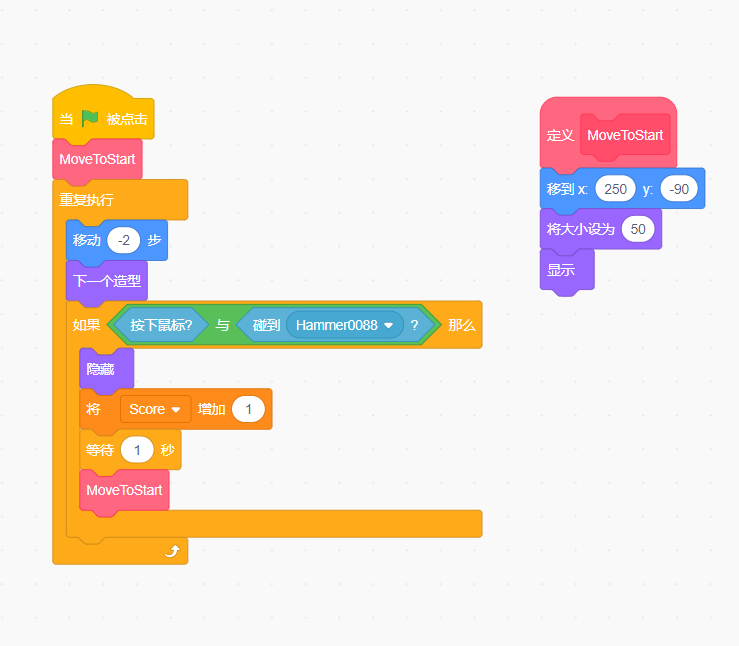 当 被点击
MoveToStart
重复执行
移动 -2 步
下一个造型
如果 按下鼠标? 与 碰到 Hammer0088 ? 那么
隐藏
将 Score 增加 1
等待 1 秒
MoveToStart
定义 MoveToStart
移到 x: 250 y: -90
将大小设为 50
显示